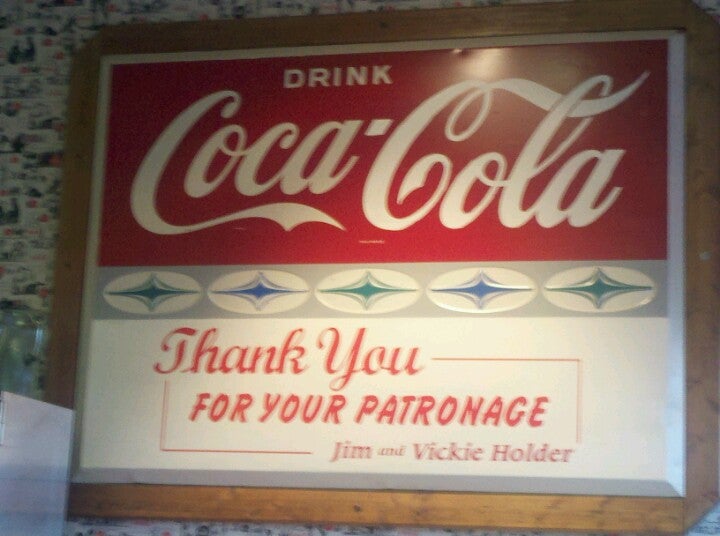 DRINK
Coca-Cola
Thank You
FOR YOUR PATRONAGE
Jim and Vickie Holder